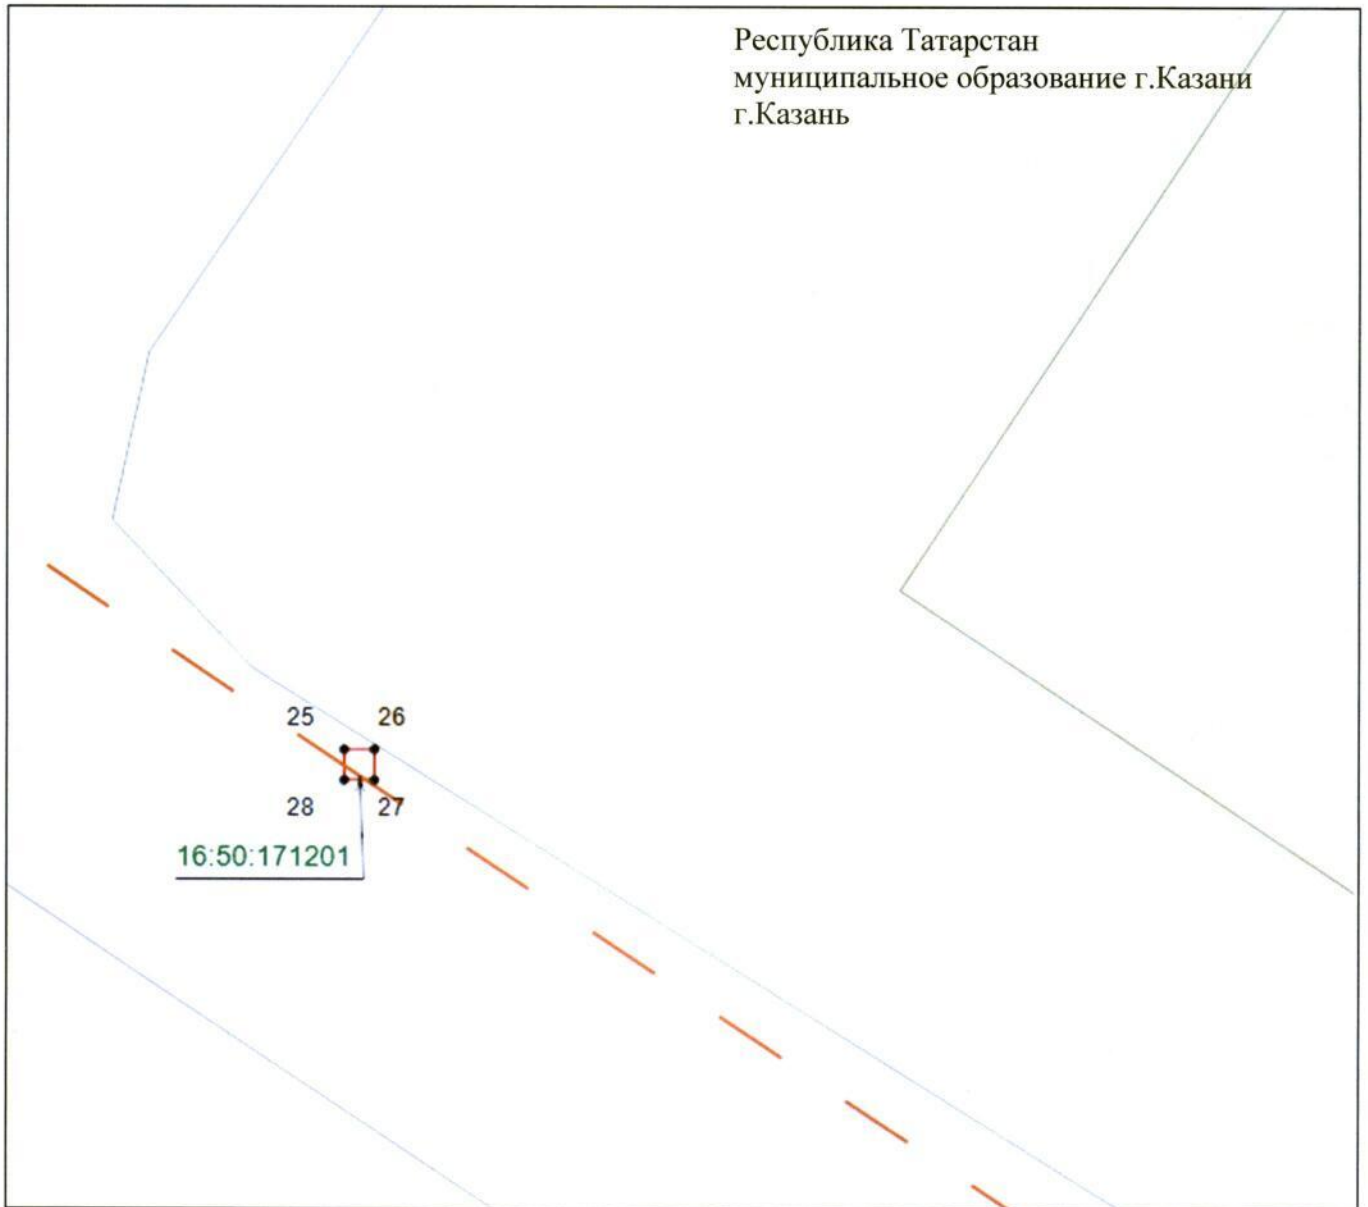 Республика Татарстан
муниципальное образование г.Казани
г.Казань
25 26
28 27
16:50:171201